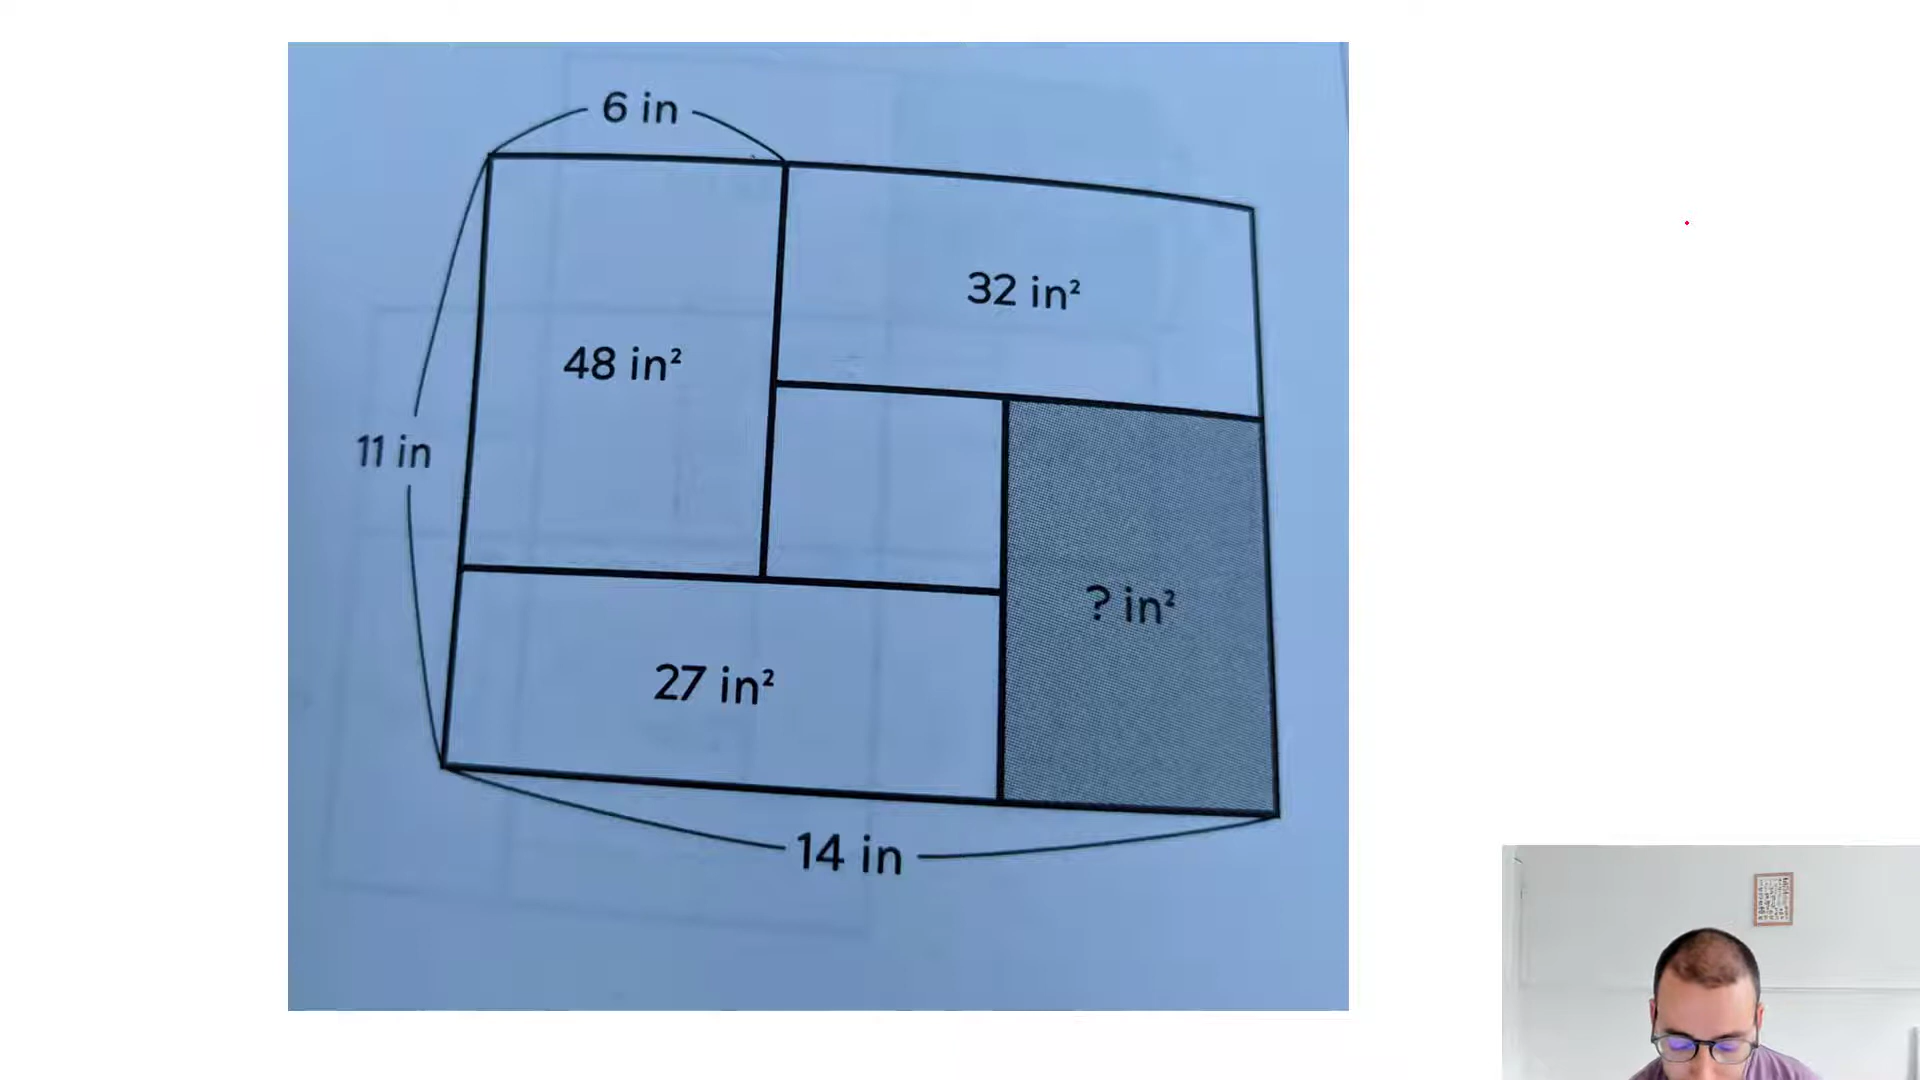 6 in
32 in²
48 in²
11 in
? in²
27 in²
14 in